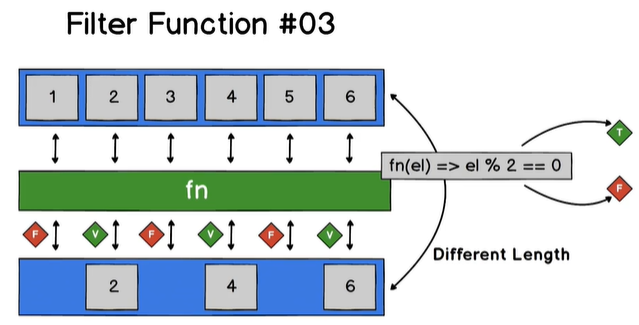 Filter Function #03
1 2 3 4 5 6
T
fn(el) => el % 2 == 0
fn
F
F V F V F V
Different Length
2 4 6